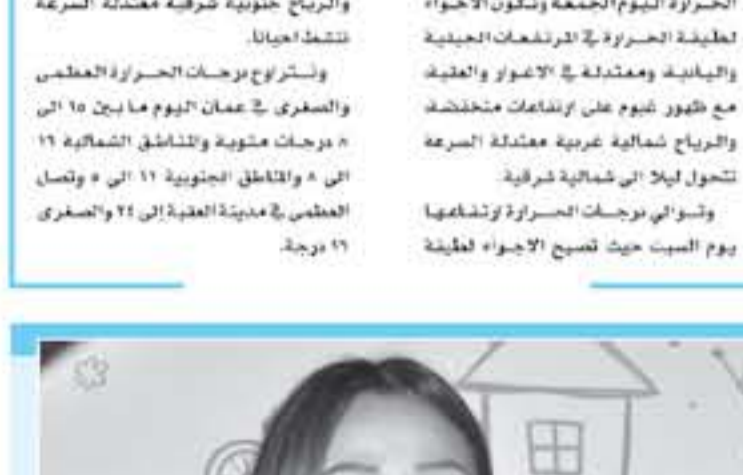 الحرارة اليوم الجمعة وتكون الاجواء
لطيفة الحرارة في المرتفعات الجبلية
والبادية، ومعتدلة في الاغوار والعقبة،
مع ظهور غيوم على ارتفاعات منخفضة،
والرياح شمالية غربية معتدلة السرعة
تتحول ليلا الى شمالية شرقية.
وتوالي درجات الحرارة ارتفاعها
يوم السبت حيث تصبح الاجواء لطيفة
والرياح جنوبية شرقية معتدلة السرعة
تنشط احيانا.
وتتراوح درجات الحرارة العظمى
والصغرى في عمان اليوم ما بين ١٥ الى
٨ درجات مئوية والمناطق الشمالية ١٦
الى ٨ والمناطق الجنوبية ١١ الى ٥ وتصل
العظمى في مدينة العقبة إلى ٢٤ والصغرى
١٦ درجة.